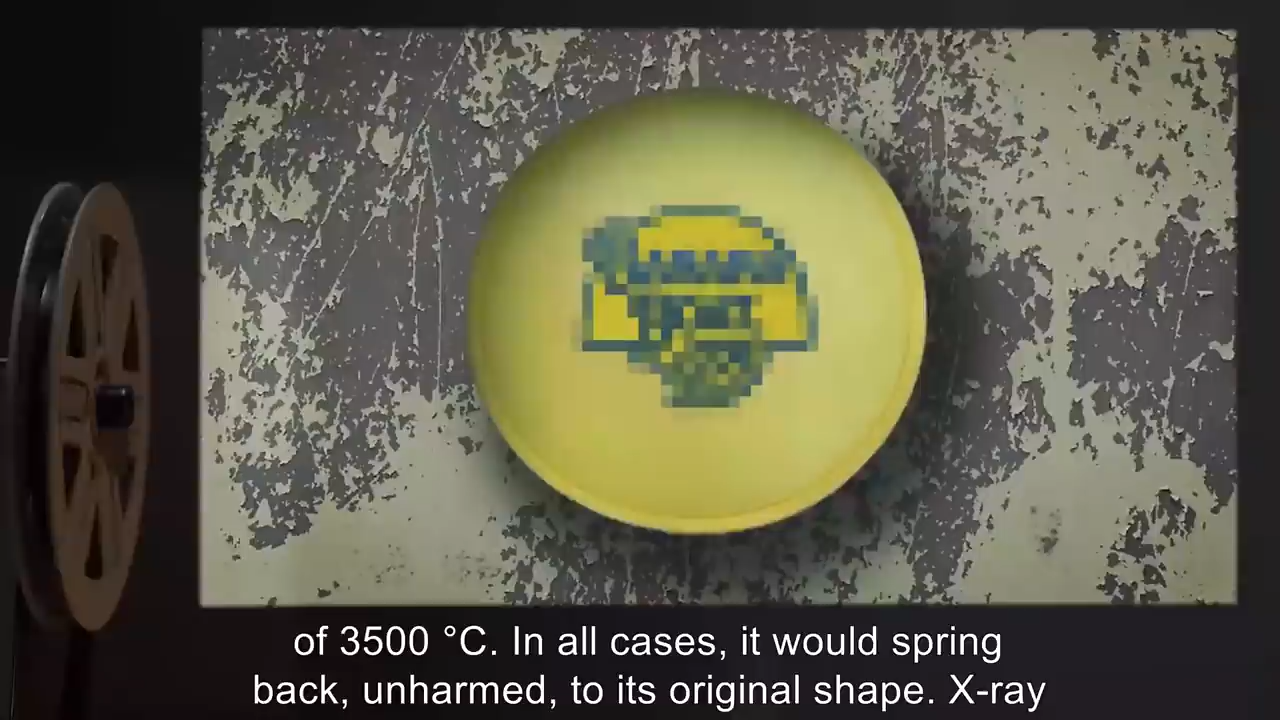 of 3500 °C. In all cases, it would spring
back, unharmed, to its original shape. X-ray